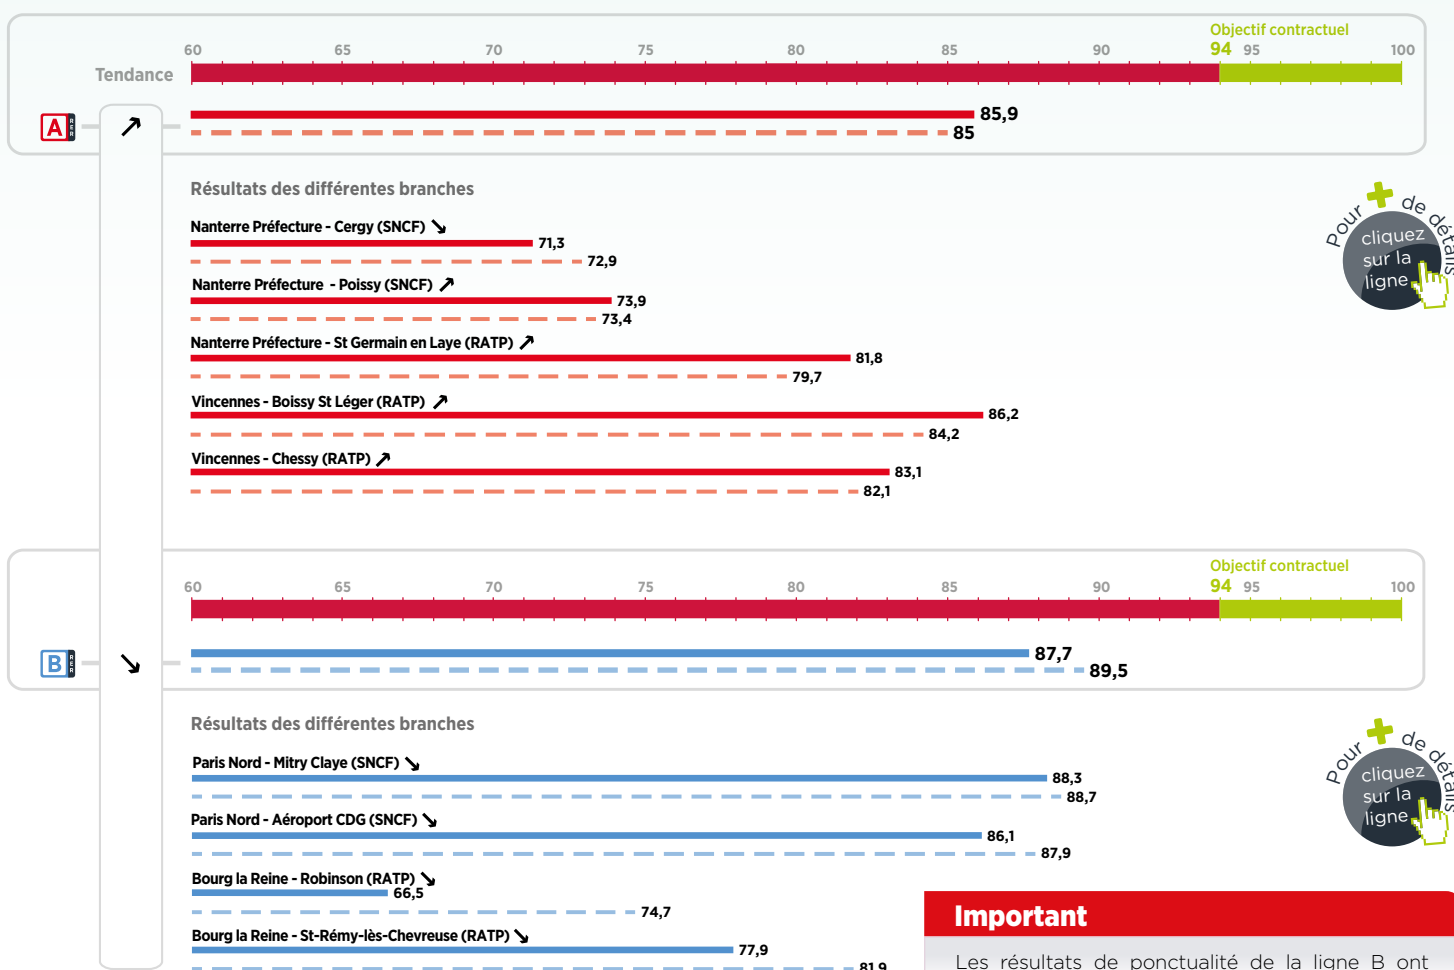 Objectif contractuel
60 65 70 75 80 85 90 94 95 100
Tendance
A RER
85,9
85
Résultats des différentes branches
Nanterre Préfecture - Cergy (SNCF)
71,3
72,9
Nanterre Préfecture - Poissy (SNCF)
73,9
73,4
Nanterre Préfecture - St Germain en Laye (RATP)
81,8
79,7
Vincennes - Boissy St Léger (RATP)
86,2
84,2
Vincennes - Chessy (RATP)
83,1
82,1
Pour + de détails
cliquez
sur la
ligne
Objectif contractuel
60 65 70 75 80 85 90 94 95 100
B RER
87,7
89,5
Résultats des différentes branches
Paris Nord - Mitry Claye (SNCF)
88,3
88,7
Paris Nord - Aéroport CDG (SNCF)
86,1
87,9
Bourg la Reine - Robinson (RATP)
66,5
74,7
Bourg la Reine - St-Rémy-lès-Chevreuse (RATP)
77,9
81,9
Pour + de détails
cliquez
sur la
ligne
Important
Les résultats de ponctualité de la ligne B ont